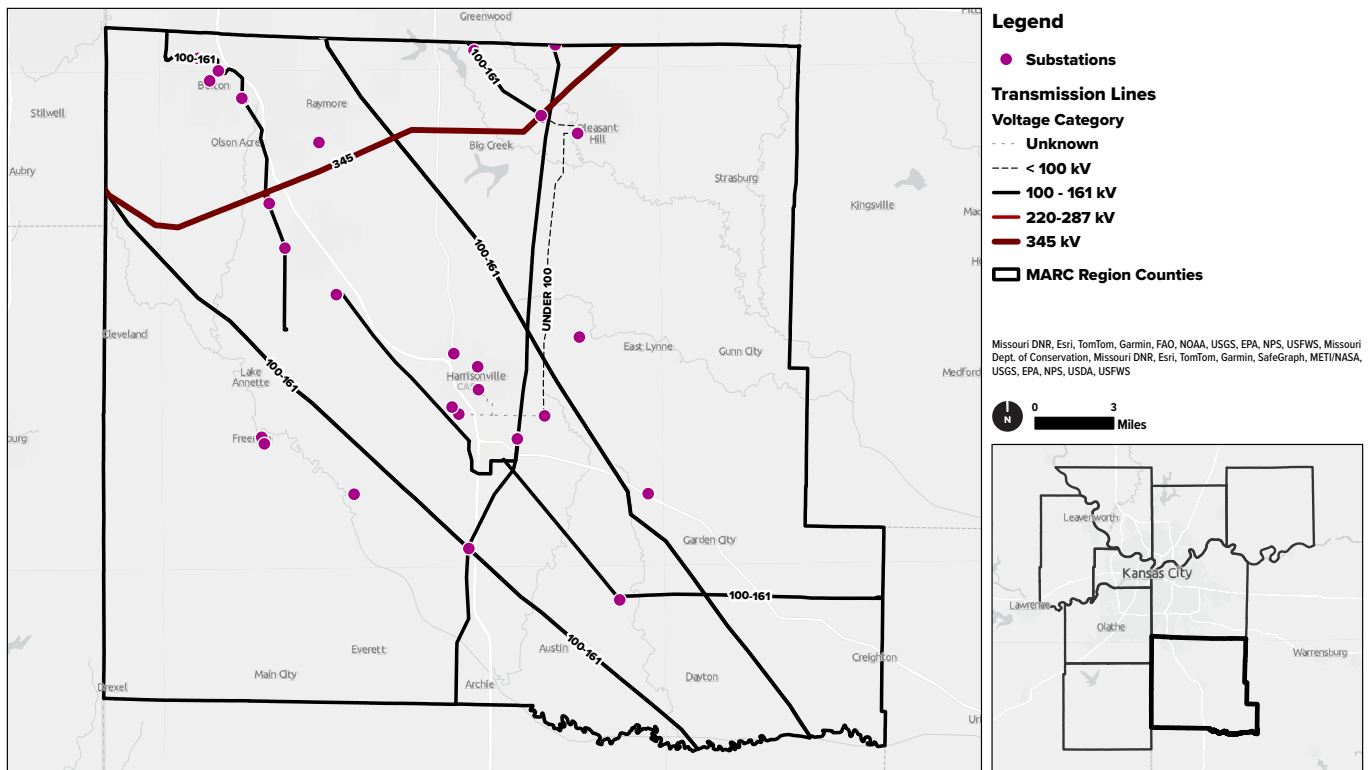 Greenwood
100-161
Belton
Stilwell
Raymore
100-161
Pleasant
Hill
Olson Acre
Big Creek
345
Aubry
Strasburg
Kingsville
100-161
UNDER 100
Cleveland
East Lynne
Gunn City
Lake
Annette
100-161
Harrisonville
Medford
Freeman
burg
Garden City
100-161
Austin
100-161
Everett
Creighton
Main City
Dayton
Archie
Drexel
Legend
Substations
Transmission Lines
Voltage Category
Unknown
< 100 kV
100 - 161 kV
220-287 kV
345 kV
MARC Region Counties
Missouri DNR, Esri, TomTom, Garmin, FAO, NOAA, USGS, EPA, NPS, USFWS, Missouri
Dept. of Conservation, Missouri DNR, Esri, TomTom, Garmin, SafeGraph, METI/NASA,
USGS, EPA, NPS, USDA, USFWS
N
0 3
Miles
Leavenworth
Kansas City
Lawrence
Olathe
Warrensburg